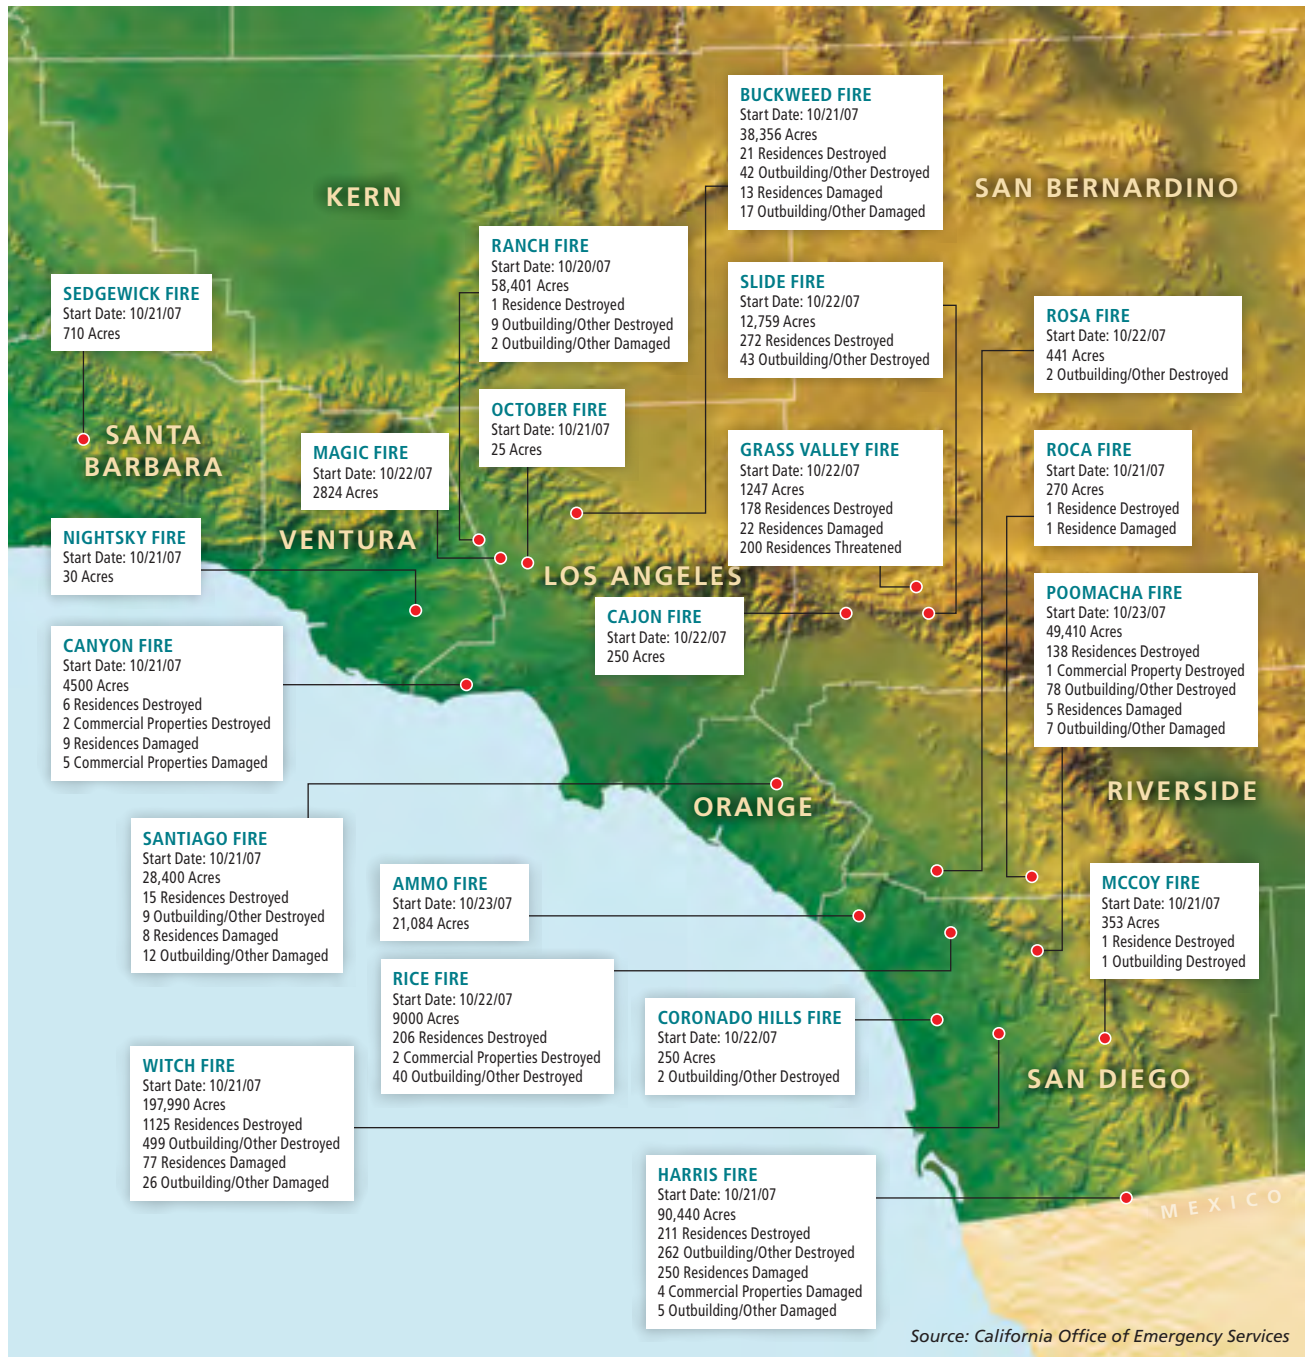 BUCKWEED FIRE
Start Date: 10/21/07
38,356 Acres
21 Residences Destroyed
42 Outbuilding/Other Destroyed
13 Residences Damaged
17 Outbuilding/Other Damaged
KERN
SAN BERNARDINO
RANCH FIRE
Start Date: 10/20/07
58,401 Acres
1 Residence Destroyed
9 Outbuilding/Other Destroyed
2 Outbuilding/Other Damaged
SLIDE FIRE
Start Date: 10/22/07
12,759 Acres
272 Residences Destroyed
43 Outbuilding/Other Destroyed
SEDGEWICK FIRE
Start Date: 10/21/07
710 Acres
ROSA FIRE
Start Date: 10/22/07
441 Acres
2 Outbuilding/Other Destroyed
OCTOBER FIRE
Start Date: 10/21/07
25 Acres
SANTA
BARBARA
MAGIC FIRE
Start Date: 10/22/07
2824 Acres
GRASS VALLEY FIRE
Start Date: 10/22/07
1247 Acres
178 Residences Destroyed
22 Residences Damaged
200 Residences Threatened
ROCA FIRE
Start Date: 10/21/07
270 Acres
1 Residence Destroyed
1 Residence Damaged
NIGHTSKY FIRE
Start Date: 10/21/07
30 Acres
VENTURA
LOS ANGELES
CAJON FIRE
Start Date: 10/22/07
250 Acres
POOMACHA FIRE
Start Date: 10/23/07
49,410 Acres
138 Residences Destroyed
1 Commercial Property Destroyed
78 Outbuilding/Other Destroyed
5 Residences Damaged
7 Outbuilding/Other Damaged
CANYON FIRE
Start Date: 10/21/07
4500 Acres
6 Residences Destroyed
2 Commercial Properties Destroyed
9 Residences Damaged
5 Commercial Properties Damaged
RIVERSIDE
ORANGE
SANTIAGO FIRE
Start Date: 10/21/07
28,400 Acres
15 Residences Destroyed
9 Outbuilding/Other Destroyed
8 Residences Damaged
12 Outbuilding/Other Damaged
AMMO FIRE
Start Date: 10/23/07
21,084 Acres
MCCOY FIRE
Start Date: 10/21/07
353 Acres
1 Residence Destroyed
1 Outbuilding Destroyed
RICE FIRE
Start Date: 10/22/07
9000 Acres
206 Residences Destroyed
2 Commercial Properties Destroyed
40 Outbuilding/Other Destroyed
CORONADO HILLS FIRE
Start Date: 10/22/07
250 Acres
2 Outbuilding/Other Destroyed
WITCH FIRE
Start Date: 10/21/07
197,990 Acres
1125 Residences Destroyed
499 Outbuilding/Other Destroyed
77 Residences Damaged
26 Outbuilding/Other Damaged
SAN DIEGO
HARRIS FIRE
Start Date: 10/21/07
90,440 Acres
211 Residences Destroyed
262 Outbuilding/Other Destroyed
250 Residences Damaged
4 Commercial Properties Damaged
5 Outbuilding/Other Damaged
MEXICO
Source: California Office of Emergency Services